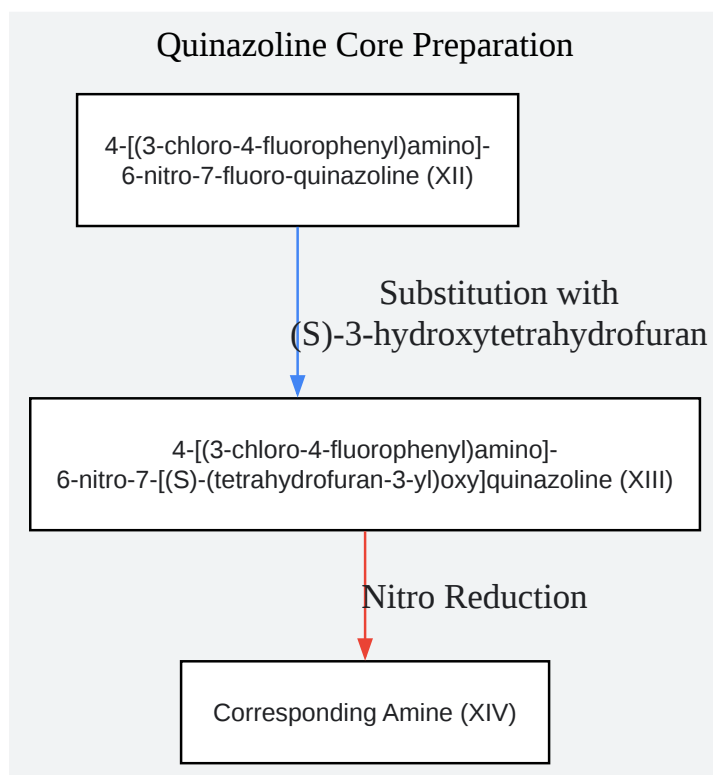 Quinazoline Core Preparation
4-[(3-chloro-4-fluorophenyl)amino]-
6-nitro-7-fluoro-quinazoline (XII)
Substitution with
(S)-3-hydroxytetrahydrofuran
4-[(3-chloro-4-fluorophenyl)amino]-
6-nitro-7-[(S)-(tetrahydrofuran-3-yl)oxy]quinazoline (XIII)
Nitro Reduction
Corresponding Amine (XIV)